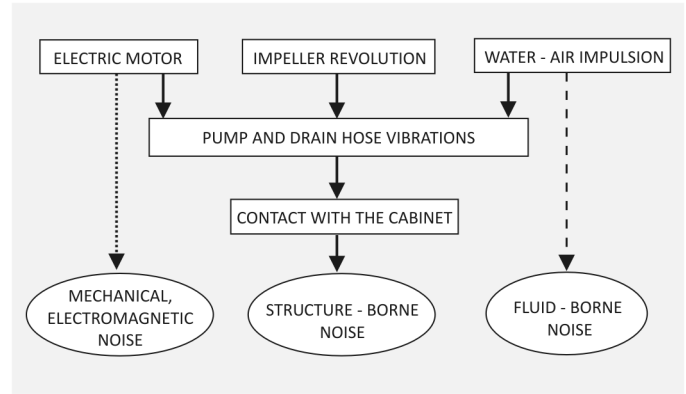 ELECTRIC MOTOR
IMPELLER REVOLUTION
WATER - AIR IMPULSION
PUMP AND DRAIN HOSE VIBRATIONS
CONTACT WITH THE CABINET
MECHANICAL,
ELECTROMAGNETIC
NOISE
STRUCTURE - BORNE
NOISE
FLUID - BORNE
NOISE